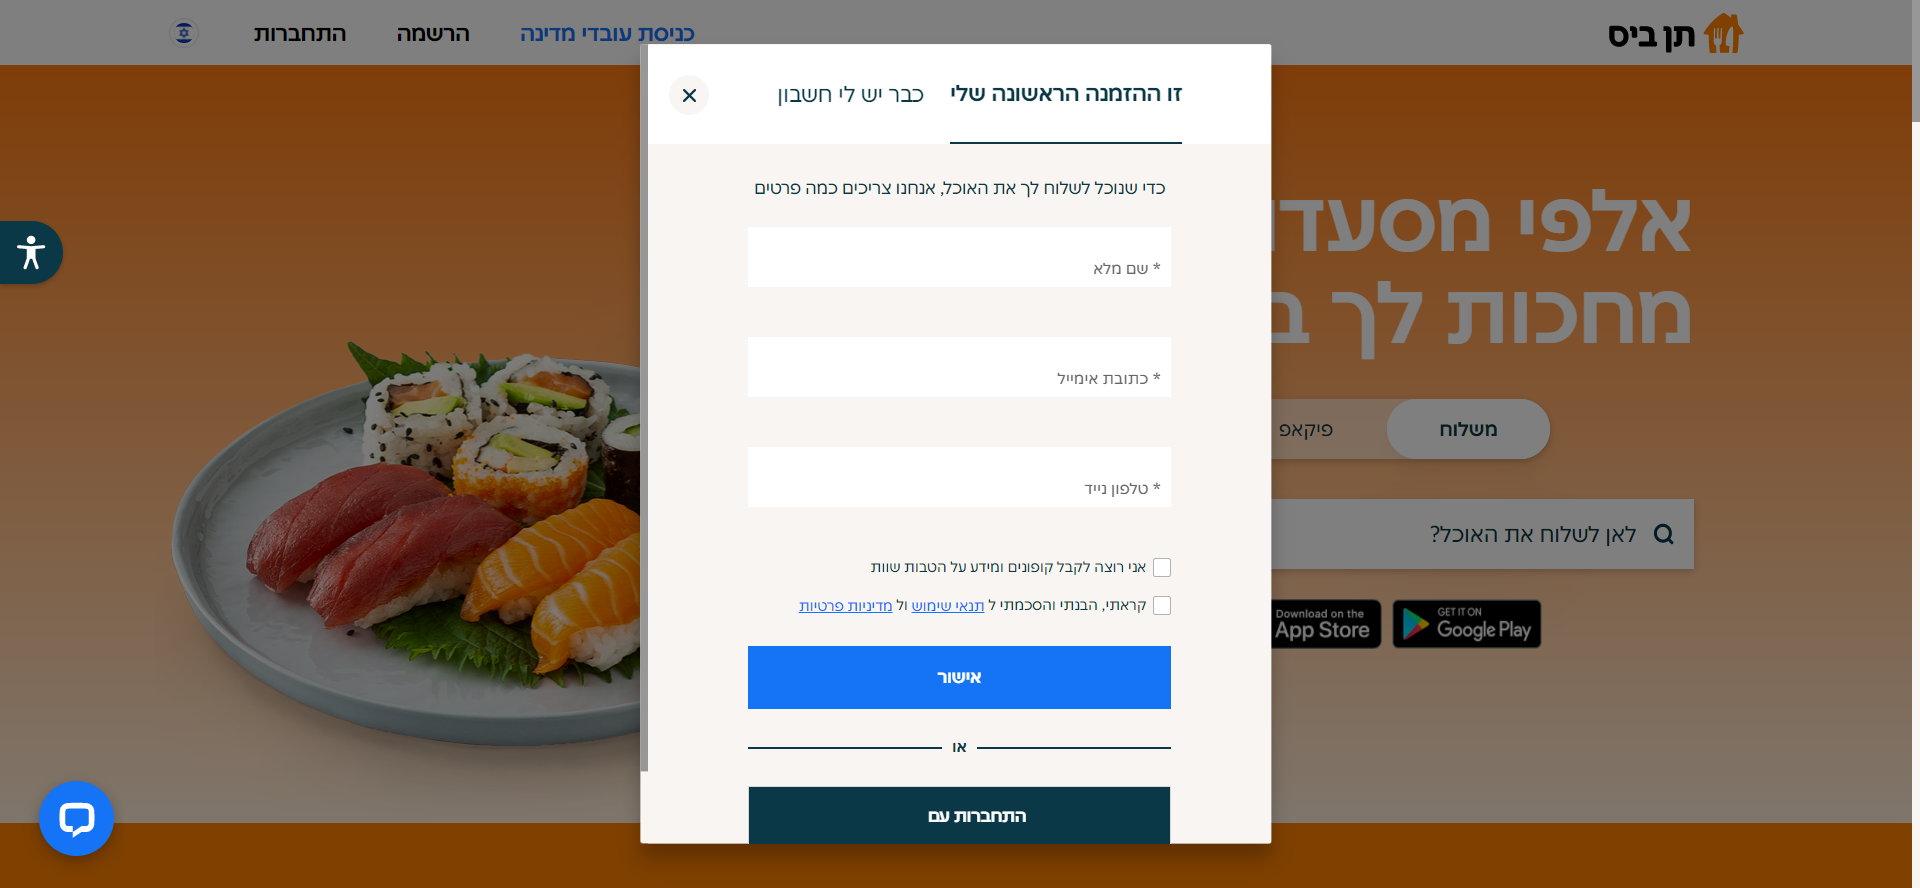 תן ביס
כניסת עובדי מדינה
הרשמה
התחברות
זו ההזמנה הראשונה שלי
כבר יש לי חשבון
כדי שנוכל לשלוח לך את האוכל, אנחנו צריכים כמה פרטים
* שם מלא
* כתובת אימייל
* טלפון נייד
אני רוצה לקבל קופונים ומידע על הטבות שוות
קראתי, הבנתי והסכמתי ל תנאי שימוש ול מדיניות פרטיות
אישור
או
התחברות עם
אלפי
מחכות לך
משלוח
פיקאפ
לאן לשלוח את האוכל?
GET IT ON
Google Play
Download on the
App Store